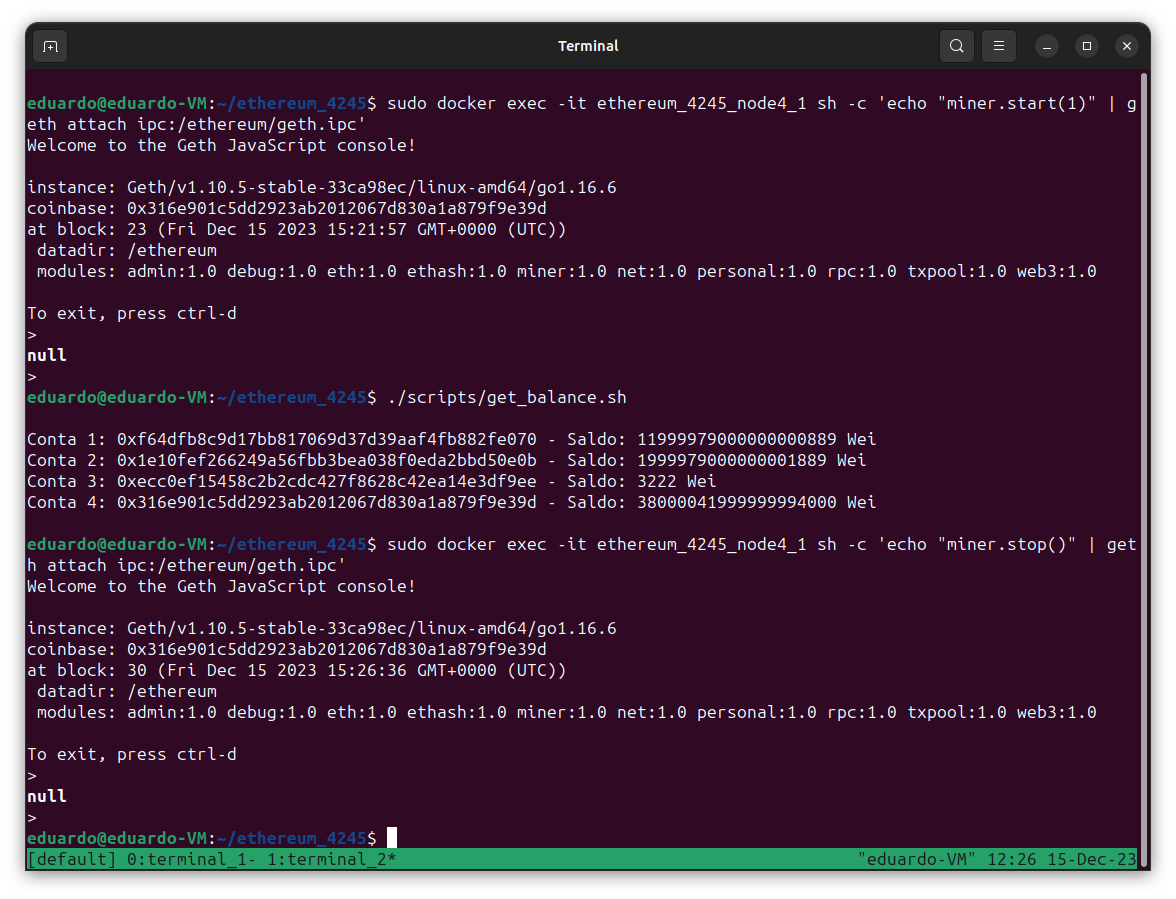 Terminal
eduardo@eduardo-VM:~/ethereum_4245$ sudo docker exec -it ethereum_4245_node4_1 sh -c 'echo "miner.start(1)" | g
eth attach ipc:/ethereum/geth.ipc'
Welcome to the Geth JavaScript console!
instance: Geth/v1.10.5-stable-33ca98ec/linux-amd64/go1.16.6
coinbase: 0x316e901c5dd2923ab2012067d830a1a879f9e39d
at block: 23 (Fri Dec 15 2023 15:21:57 GMT+0000 (UTC))
 datadir: /ethereum
 modules: admin:1.0 debug:1.0 eth:1.0 ethash:1.0 miner:1.0 net:1.0 personal:1.0 rpc:1.0 txpool:1.0 web3:1.0
To exit, press ctrl-d
>
null
>
eduardo@eduardo-VM:~/ethereum_4245$ ./scripts/get_balance.sh
Conta 1: 0xf64dfb8c9d17bb817069d37d39aaf4fb882fe070 - Saldo: 11999979000000000889 Wei
Conta 2: 0x1e10fef266249a56fbb3bea038f0eda2bbd50e0b - Saldo: 1999979000000001889 Wei
Conta 3: 0xecc0ef15458c2b2cdc427f8628c42ea14e3df9ee - Saldo: 3222 Wei
Conta 4: 0x316e901c5dd2923ab2012067d830a1a879f9e39d - Saldo: 38000041999999994000 Wei
eduardo@eduardo-VM:~/ethereum_4245$ sudo docker exec -it ethereum_4245_node4_1 sh -c 'echo "miner.stop()" | get
h attach ipc:/ethereum/geth.ipc'
Welcome to the Geth JavaScript console!
instance: Geth/v1.10.5-stable-33ca98ec/linux-amd64/go1.16.6
coinbase: 0x316e901c5dd2923ab2012067d830a1a879f9e39d
at block: 30 (Fri Dec 15 2023 15:26:36 GMT+0000 (UTC))
 datadir: /ethereum
 modules: admin:1.0 debug:1.0 eth:1.0 ethash:1.0 miner:1.0 net:1.0 personal:1.0 rpc:1.0 txpool:1.0 web3:1.0
To exit, press ctrl-d
>
null
>
eduardo@eduardo-VM:~/ethereum_4245$
[default] 0:terminal_1- 1:terminal_2* "eduardo-VM" 12:26 15-Dec-23